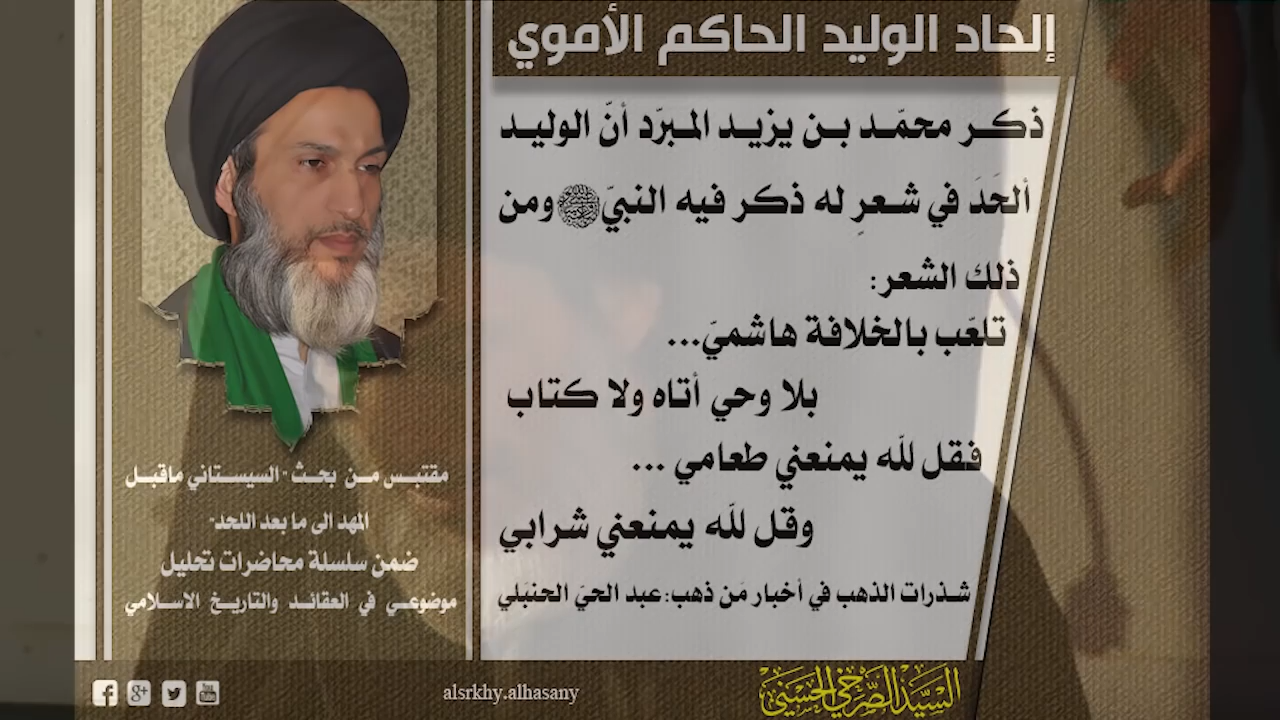 إلحاد الوليد الحاكم الأموي
ذكر محمّد بن يزيد المبرّد أنّ الوليد
ألحَدَ في شعرٍ له ذكر فيه النبيّ ﷺ ومن
ذلك الشعر:
تلعّب بالخلافة هاشميّ...
بلا وحي أتاه ولا كتاب
فقل للّه يمنعني طعامي ...
وقل للّه يمنعني شرابي
شذرات الذهب في أخبار مَن ذهب: عبد الحيّ الحنبَلي
مقتبس من بحث "السيستاني ماقبل
المهد الى ما بعد اللحد"
ضمن سلسلة محاضرات تحليل
موضوعي في العقائد والتاريخ الاسلامي
alsrkhy.alhasany
السيد الصرخي الحسني